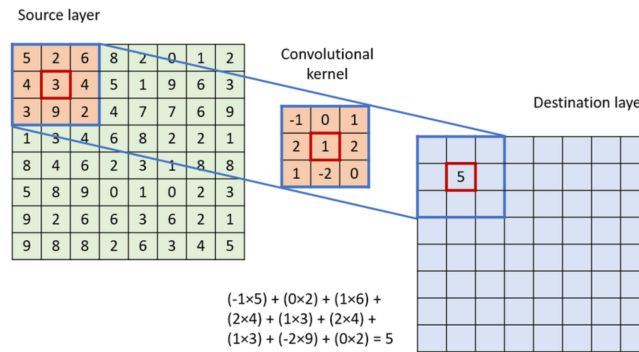 Source layer
Convolutional
kernel
Destination laye
5 2 6 8 2 0 1 2
4 3 4 5 1 9 6 3
3 9 2 4 7 7 6 9
1 3 4 6 8 2 2 1
8 4 6 2 3 1 8 8
5 8 9 0 1 0 2 3
9 2 6 6 3 6 2 1
9 8 8 2 6 3 4 5
-1 0 1
2 1 2
1 -2 0
5
(-1×5) + (0×2) + (1×6) +
(2×4) + (1×3) + (2×4) +
(1×3) + (-2×9) + (0×2) = 5